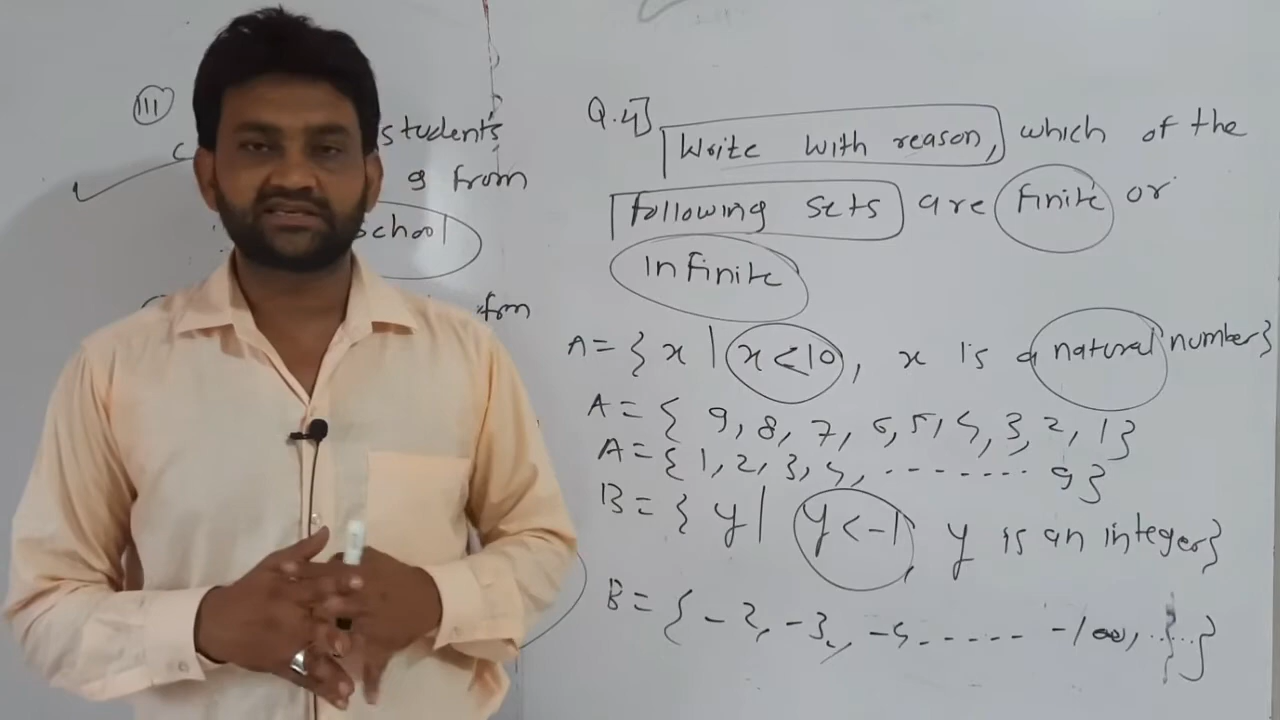 III
students
g from
school
from
Q.4] Write with reason, which of the
following sets are finite or
Infinite
A = { x | x < 10, x is a natural number}
A = { 9, 8, 7, 6, 5, 4, 3, 2, 1}
A = {1, 2, 3, 4, -------- 9}
B = { y | y < -1, y is an integer}
B = { -2, -3, -4, ----- -100, ..}..}